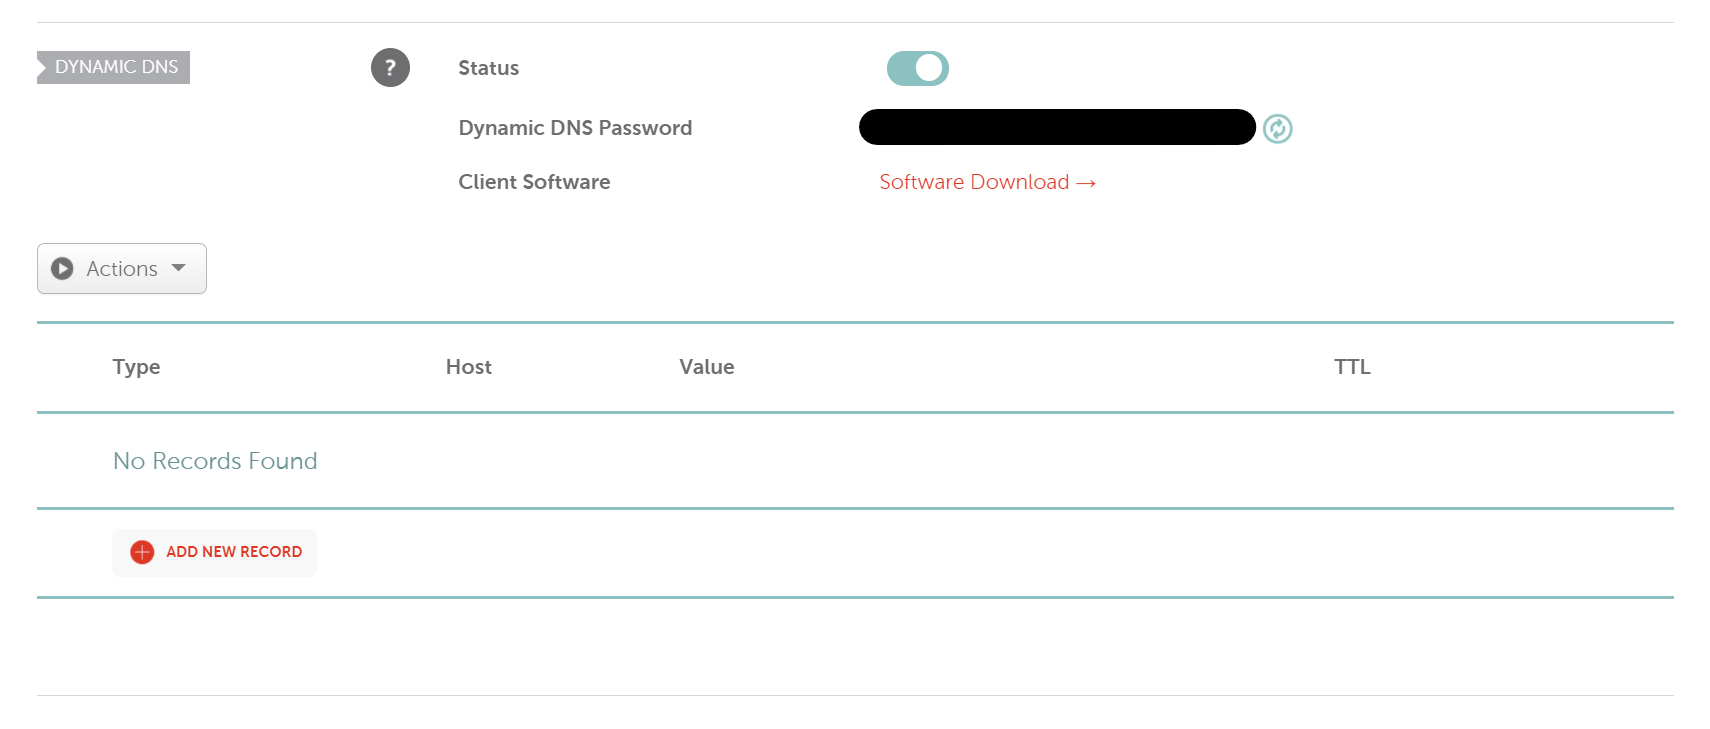 DYNAMIC DNS ? Status
Dynamic DNS Password
Client Software Software Download →
Actions
Type Host Value TTL
No Records Found
ADD NEW RECORD